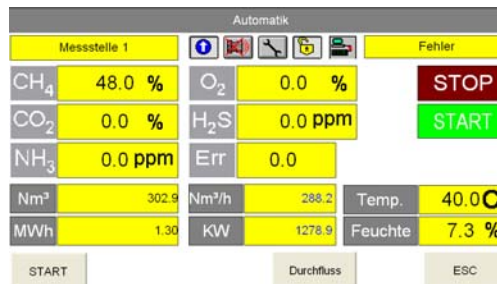 Automatik
Messstelle 1 Fehler
CH4 48.0 % O2 0.0 % STOP
CO2 0.0 % H2S 0.0 ppm START
NH3 0.0 ppm Err 0.0
Nm³ 302.9 Nm³/h 288.2 Temp. 40.0 C
MWh 1.30 KW 1278.9 Feuchte 7.3 %
START Durchfluss ESC